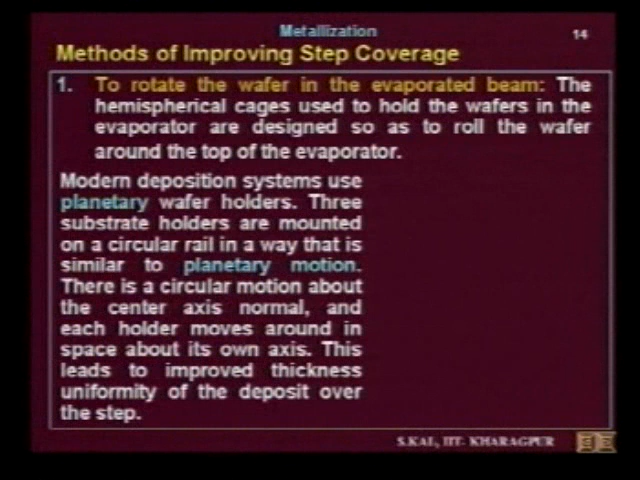 Metallization
14
Methods of Improving Step Coverage
1. To rotate the wafer in the evaporated beam: The
hemispherical cages used to hold the wafers in the
evaporator are designed so as to roll the wafer
around the top of the evaporator.
Modern deposition systems use
planetary wafer holders. Three
substrate holders are mounted
on a circular rail in a way that is
similar to planetary motion.
There is a circular motion about
the center axis normal, and
each holder moves around in
space about its own axis. This
leads to improved thickness
uniformity of the deposit over
the step.
S.KAL, IIT- KHARAGPUR